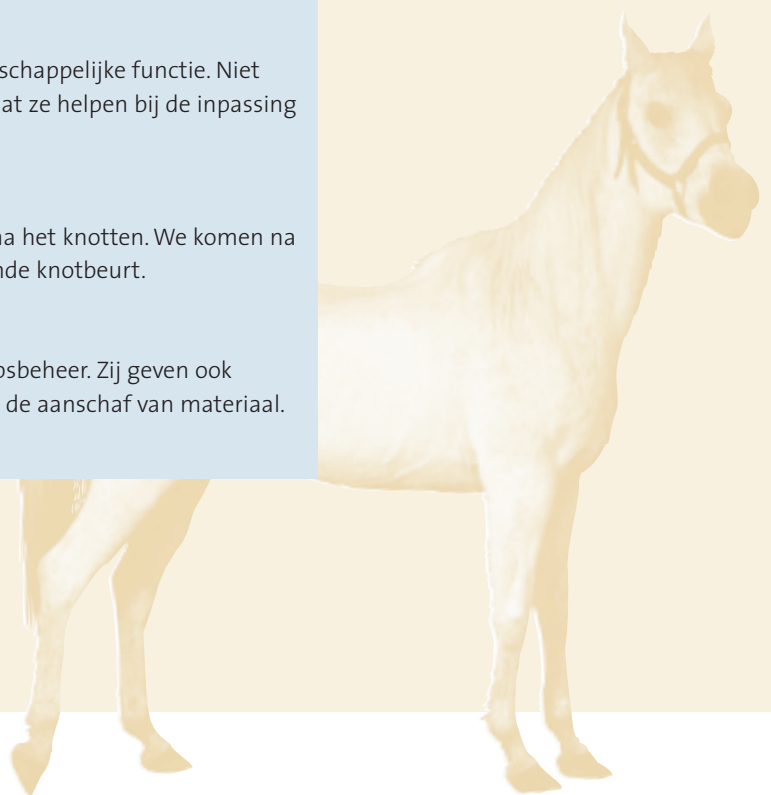 schappelijke functie. Niet
at ze helpen bij de inpassing
na het knotten. We komen na
nde knotbeurt.
psbeheer. Zij geven ook
de aanschaf van materiaal.